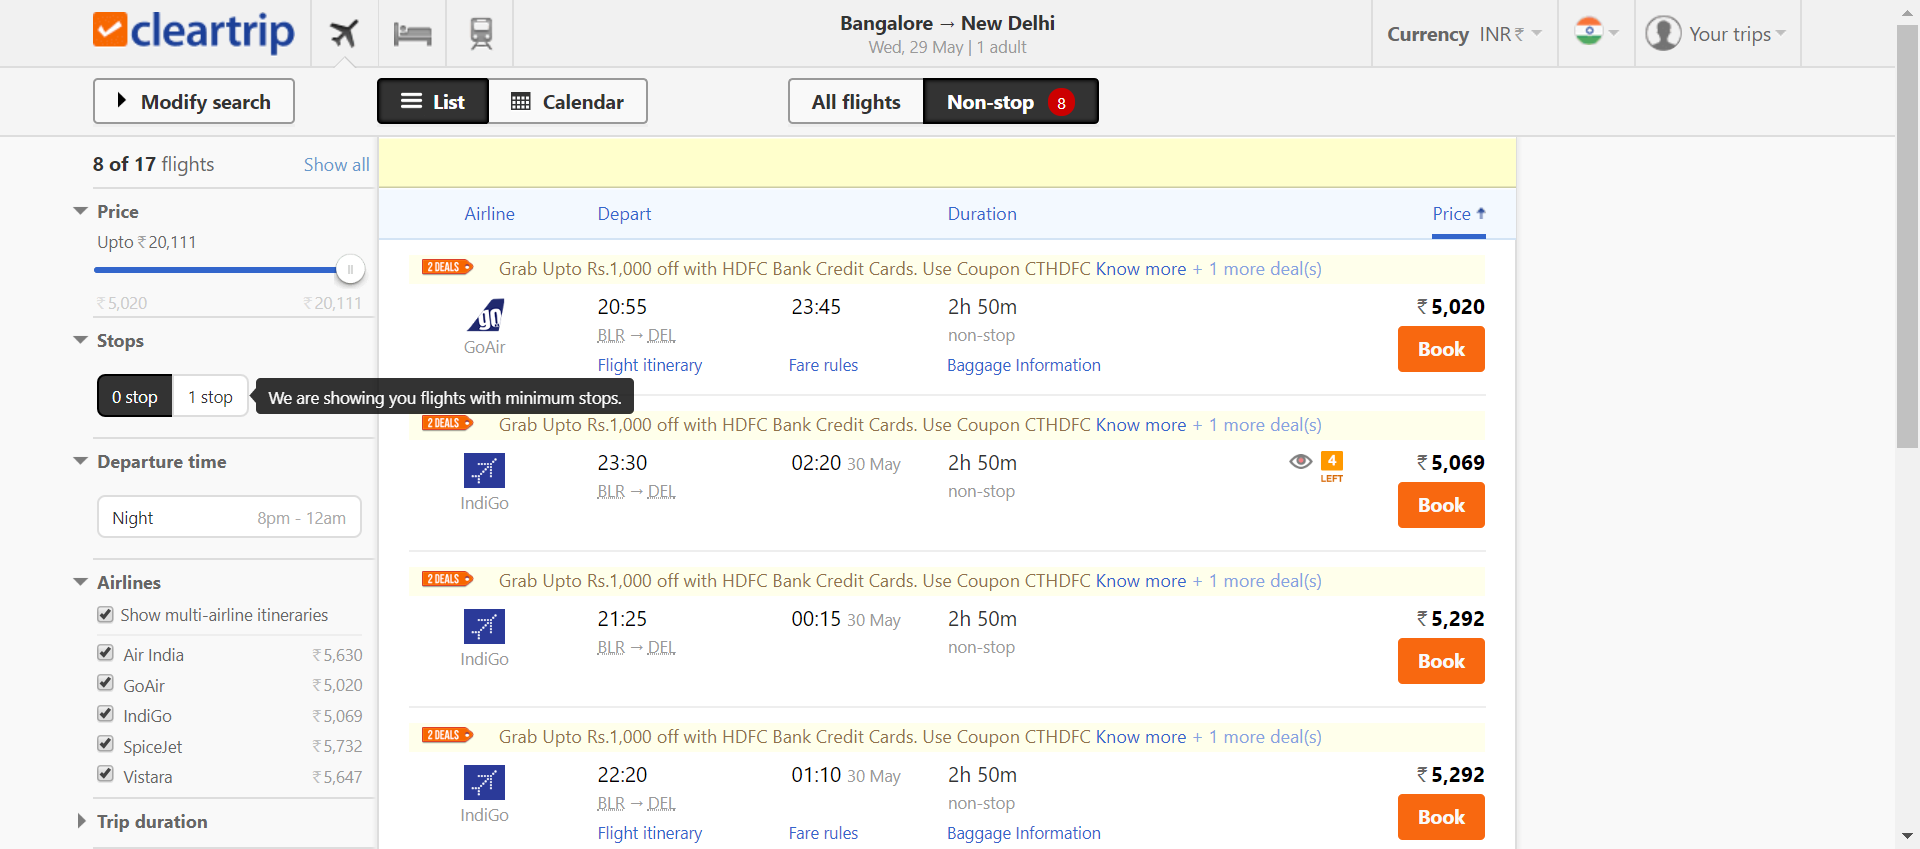 cleartrip
Bangalore → New Delhi
Wed, 29 May | 1 adult
Currency INR ₹
Your trips
Modify search
List
Calendar
All flights
Non-stop 8
8 of 17 flights
Show all
Price
Upto ₹20,111
₹5,020 ₹20,111
Stops
0 stop
1 stop
We are showing you flights with minimum stops.
Departure time
Night 8pm - 12am
Airlines
Show multi-airline itineraries
Air India ₹5,630
GoAir ₹5,020
IndiGo ₹5,069
SpiceJet ₹5,732
Vistara ₹5,647
Trip duration
Airline Depart Duration Price
2 DEALS Grab Upto Rs.1,000 off with HDFC Bank Credit Cards. Use Coupon CTHDFC Know more + 1 more deal(s)
go
20:55 23:45 2h 50m ₹5,020
GoAir BLR → DEL non-stop
Book
Flight itinerary Fare rules Baggage Information
2 DEALS Grab Upto Rs.1,000 off with HDFC Bank Credit Cards. Use Coupon CTHDFC Know more + 1 more deal(s)
23:30 02:20 30 May 2h 50m 4 LEFT ₹5,069
IndiGo BLR → DEL non-stop
Book
2 DEALS Grab Upto Rs.1,000 off with HDFC Bank Credit Cards. Use Coupon CTHDFC Know more + 1 more deal(s)
21:25 00:15 30 May 2h 50m ₹5,292
IndiGo BLR → DEL non-stop
Book
2 DEALS Grab Upto Rs.1,000 off with HDFC Bank Credit Cards. Use Coupon CTHDFC Know more + 1 more deal(s)
22:20 01:10 30 May 2h 50m ₹5,292
IndiGo BLR → DEL non-stop
Book
Flight itinerary Fare rules Baggage Information